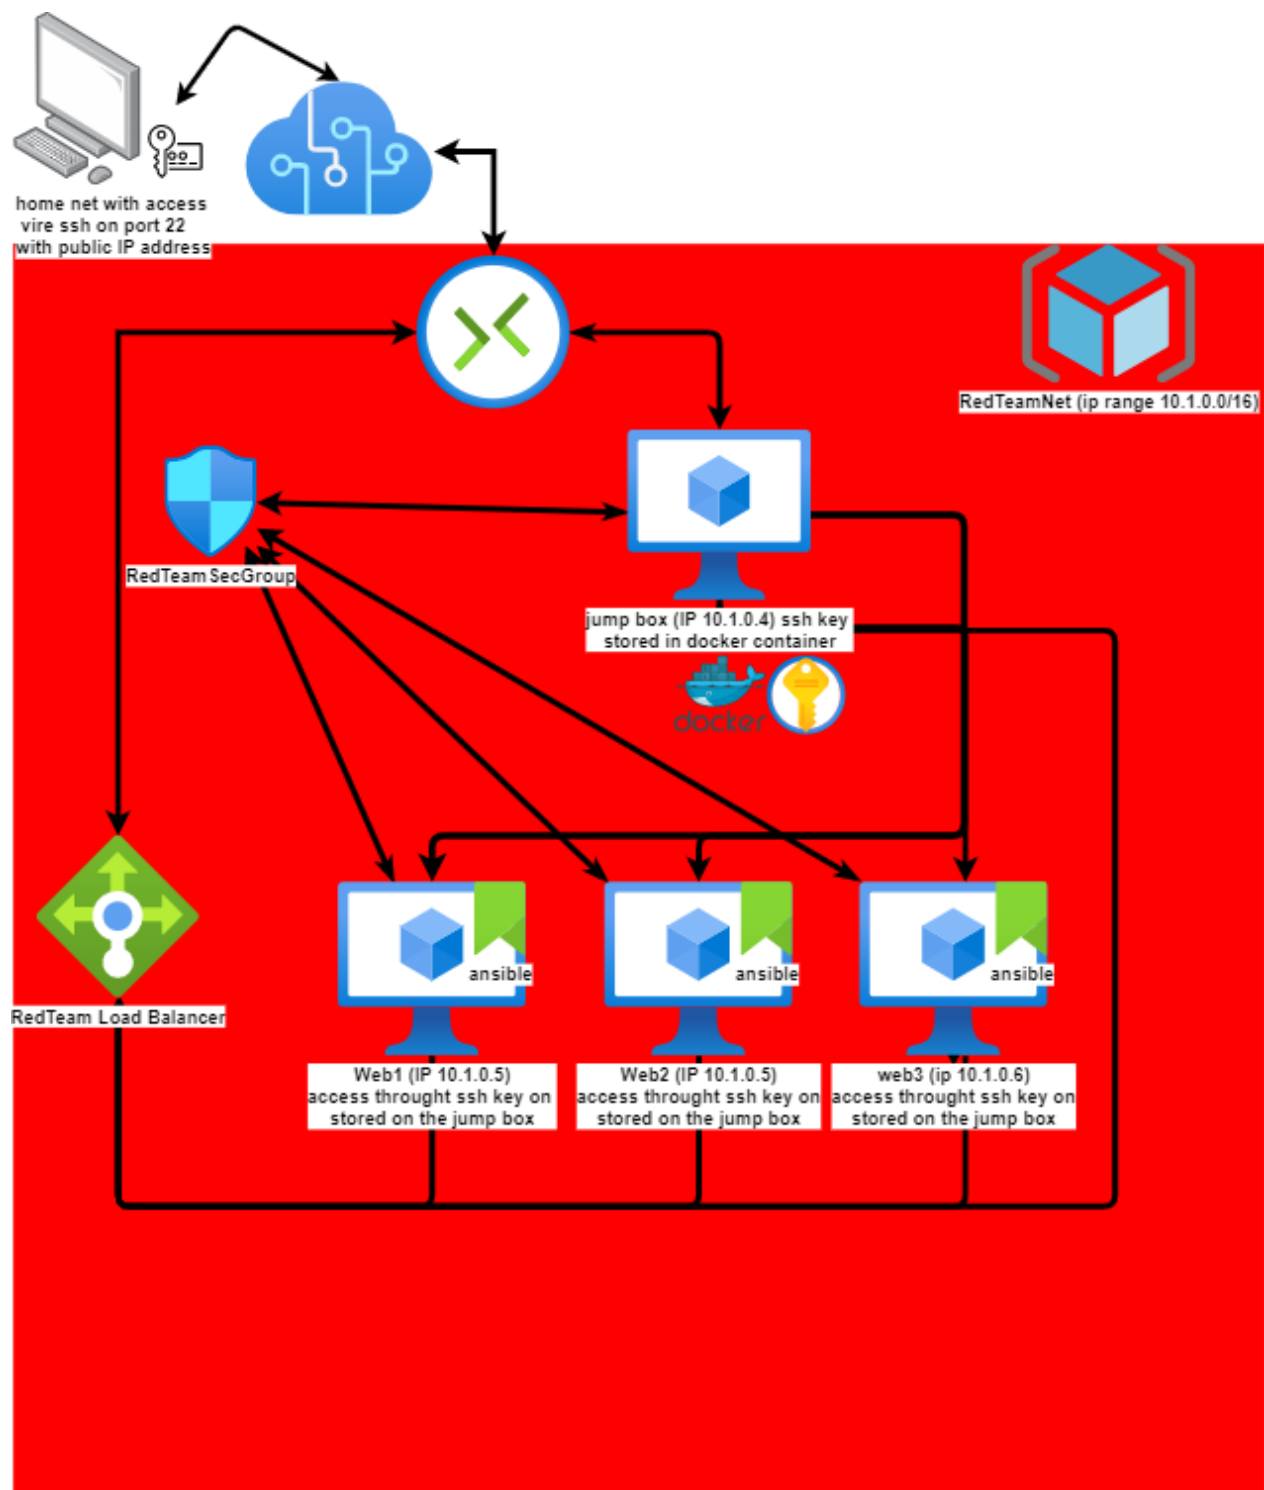 home net with access
vire ssh on port 22
with public IP address
RedTeamNet (ip range 10.1.0.0/16)
RedTeamSecGroup
jump box (IP 10.1.0.4) ssh key
stored in docker container
docker
ansible
ansible
ansible
RedTeam Load Balancer
Web1 (IP 10.1.0.5)
access throught ssh key on
stored on the jump box
Web2 (IP 10.1.0.5)
access throught ssh key on
stored on the jump box
web3 (ip 10.1.0.6)
access throught ssh key on
stored on the jump box